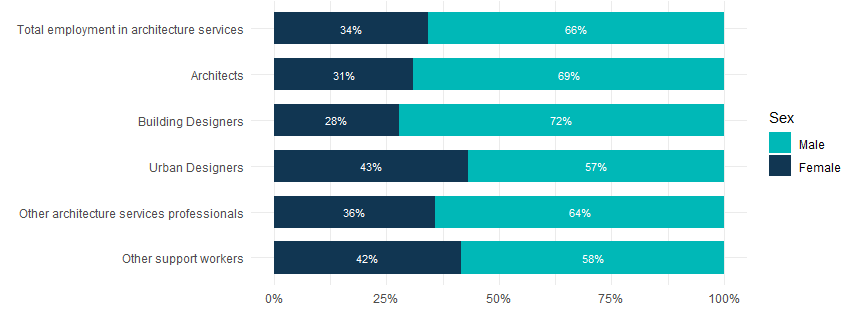 Total employment in architecture services 34% 66%
Architects 31% 69%
Building Designers 28% 72%
Urban Designers 43% 57%
Other architecture services professionals 36% 64%
Other support workers 42% 58%
0% 25% 50% 75% 100%
Sex
Male
Female